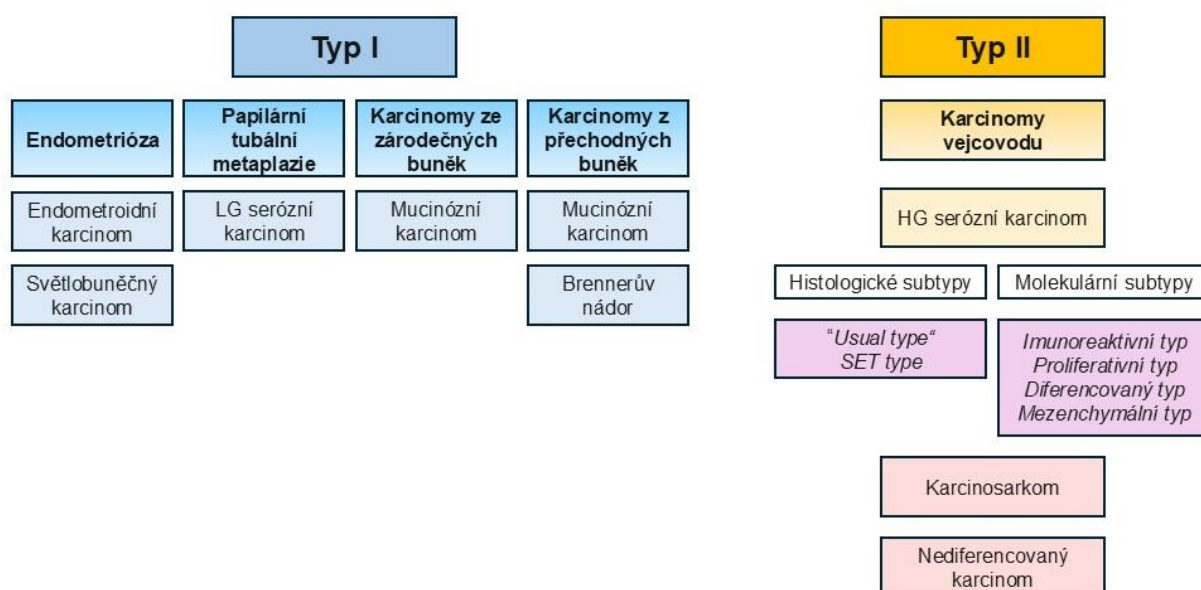 Typ I
Endometrióza
Papilární
tubální
metaplazie
Karcinomy ze
zárodečných
buněk
Karcinomy z
přechodných
buněk
Endometroidní
karcinom
LG serózní
karcinom
Mucinózní
karcinom
Mucinózní
karcinom
Světlobuněčný
karcinom
Brennerův
nádor
Typ II
Karcinomy
vejcovodu
HG serózní karcinom
Histologické subtypy
"Usual type“
SET type
Molekulární subtypy
Imunoreaktivní typ
Proliferativní typ
Diferencovaný typ
Mezenchymální typ
Karcinosarkom
Nediferencovaný
karcinom